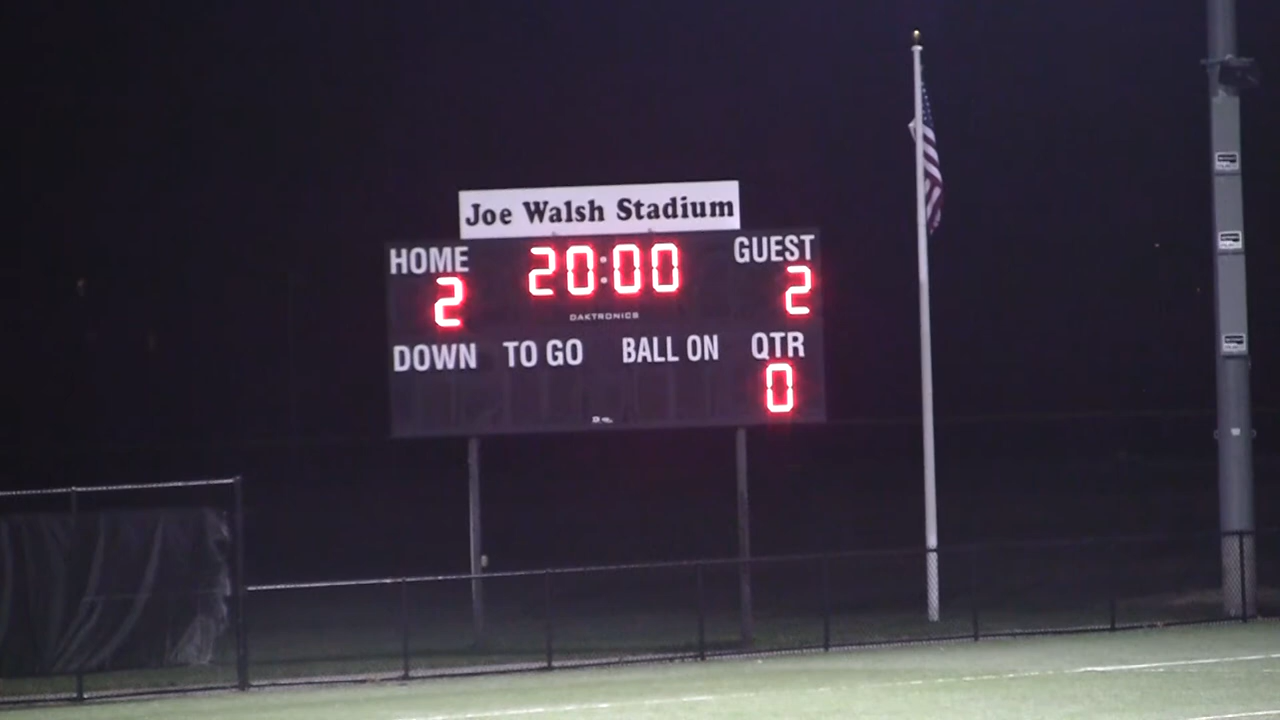 Joe Walsh Stadium
HOME 20:00 GUEST
2 2
DAKTRONICS
DOWN TO GO BALL ON QTR
0